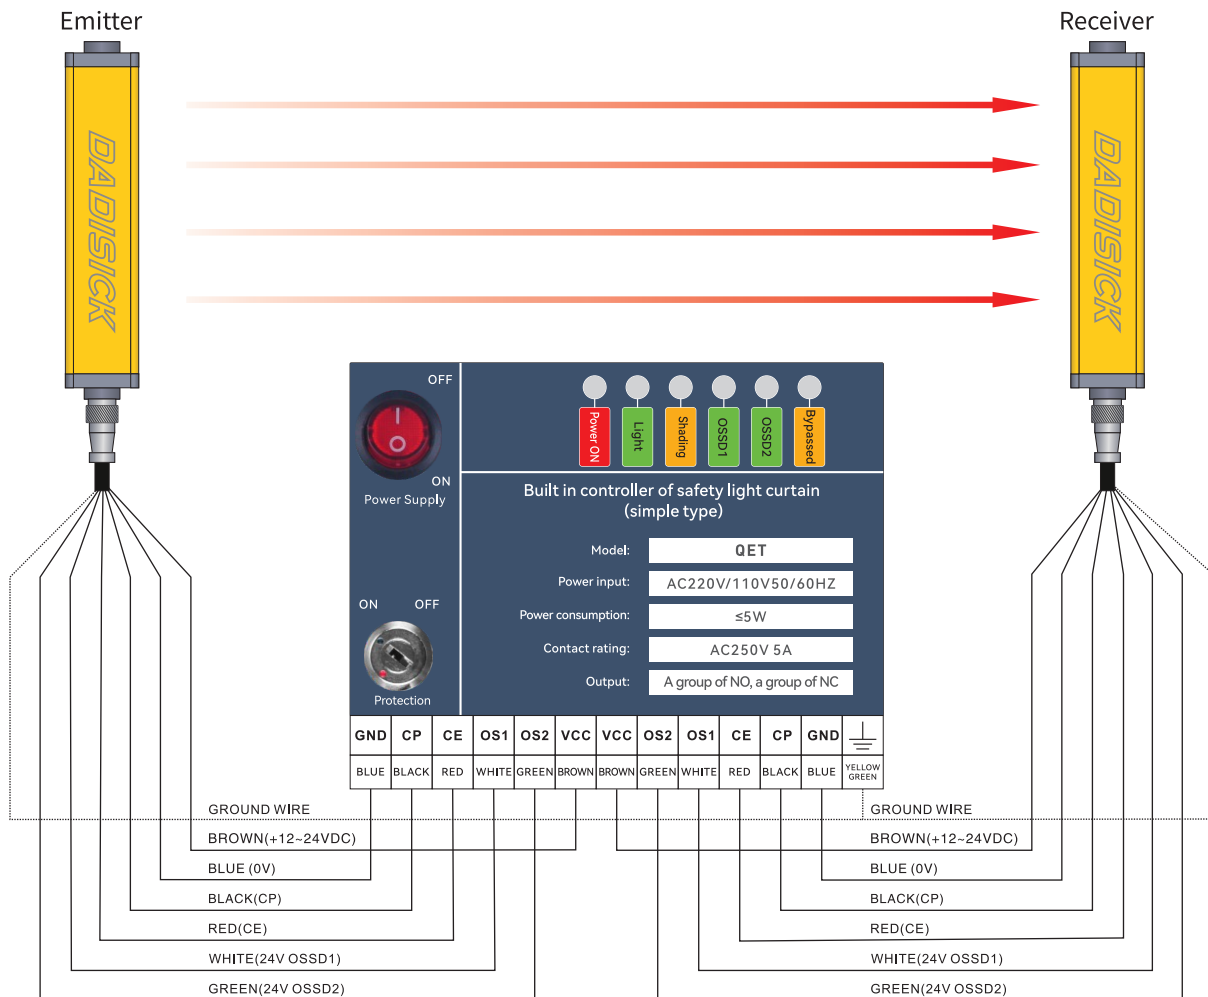 Emitter
Receiver
DADISICK
DADISICK
OFF
I
O
ON
Power Supply
Power ON
Light
Shading
OSSD1
OSSD2
Bypassed
Built in controller of safety light curtain
(simple type)
Model: QET
Power input: AC220V/110V50/60HZ
Power consumption: ≤5W
Contact rating: AC250V 5A
Output: A group of NO, a group of NC
ON OFF
Protection
GND CP CE OS1 OS2 VCC VCC OS2 OS1 CE CP GND
BLUE BLACK RED WHITE GREEN BROWN BROWN GREEN WHITE RED BLACK BLUE YELLOW
GREEN
GROUND WIRE
BROWN(+12~24VDC)
BLUE (0V)
BLACK(CP)
RED(CE)
WHITE(24V OSSD1)
GREEN(24V OSSD2)
GROUND WIRE
BROWN(+12~24VDC)
BLUE (0V)
BLACK(CP)
RED(CE)
WHITE(24V OSSD1)
GREEN(24V OSSD2)